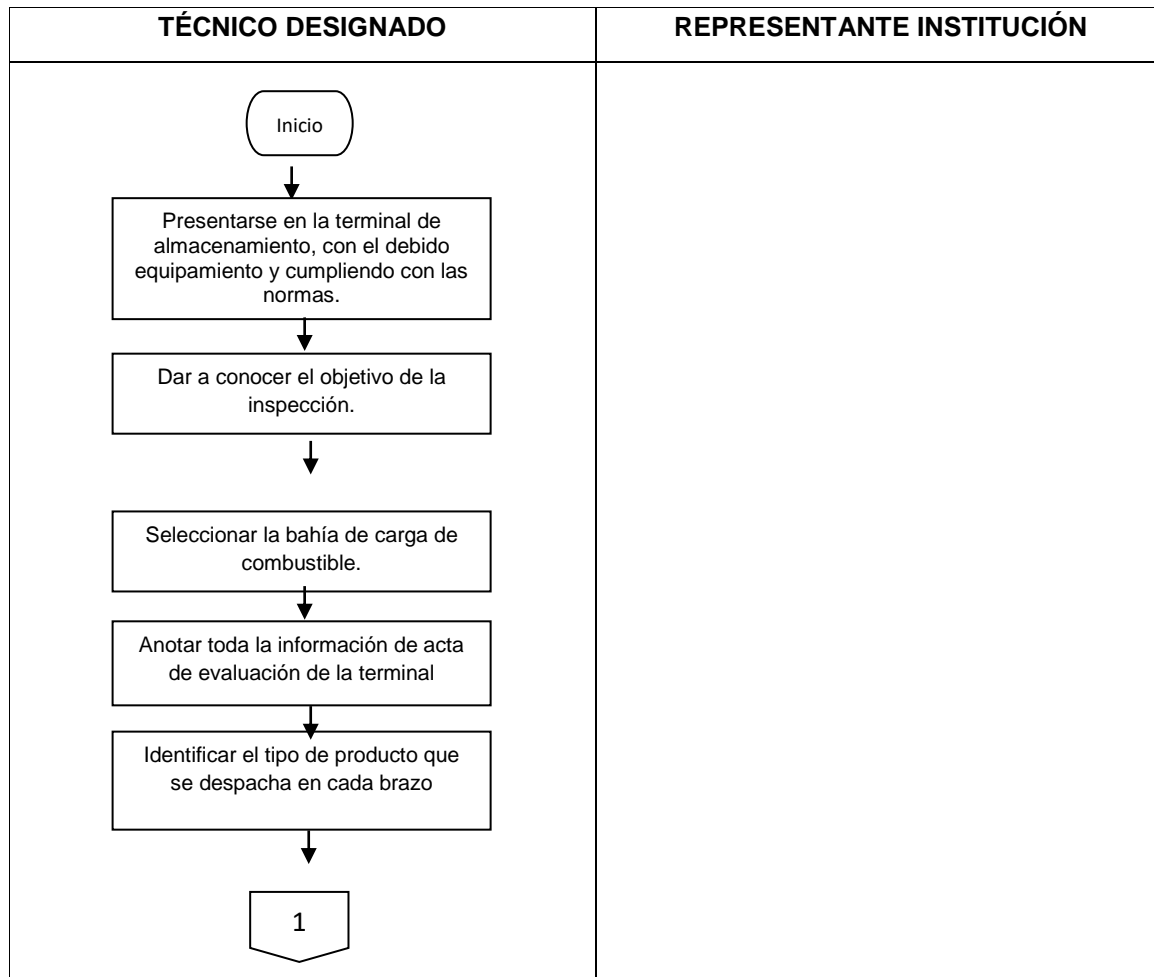 TÉCNICO DESIGNADO
REPRESENTANTE INSTITUCIÓN
Inicio
Presentarse en la terminal de
almacenamiento, con el debido
equipamiento y cumpliendo con las
normas.
Dar a conocer el objetivo de la
inspección.
Seleccionar la bahía de carga de
combustible.
Anotar toda la información de acta
de evaluación de la terminal
Identificar el tipo de producto que
se despacha en cada brazo
1